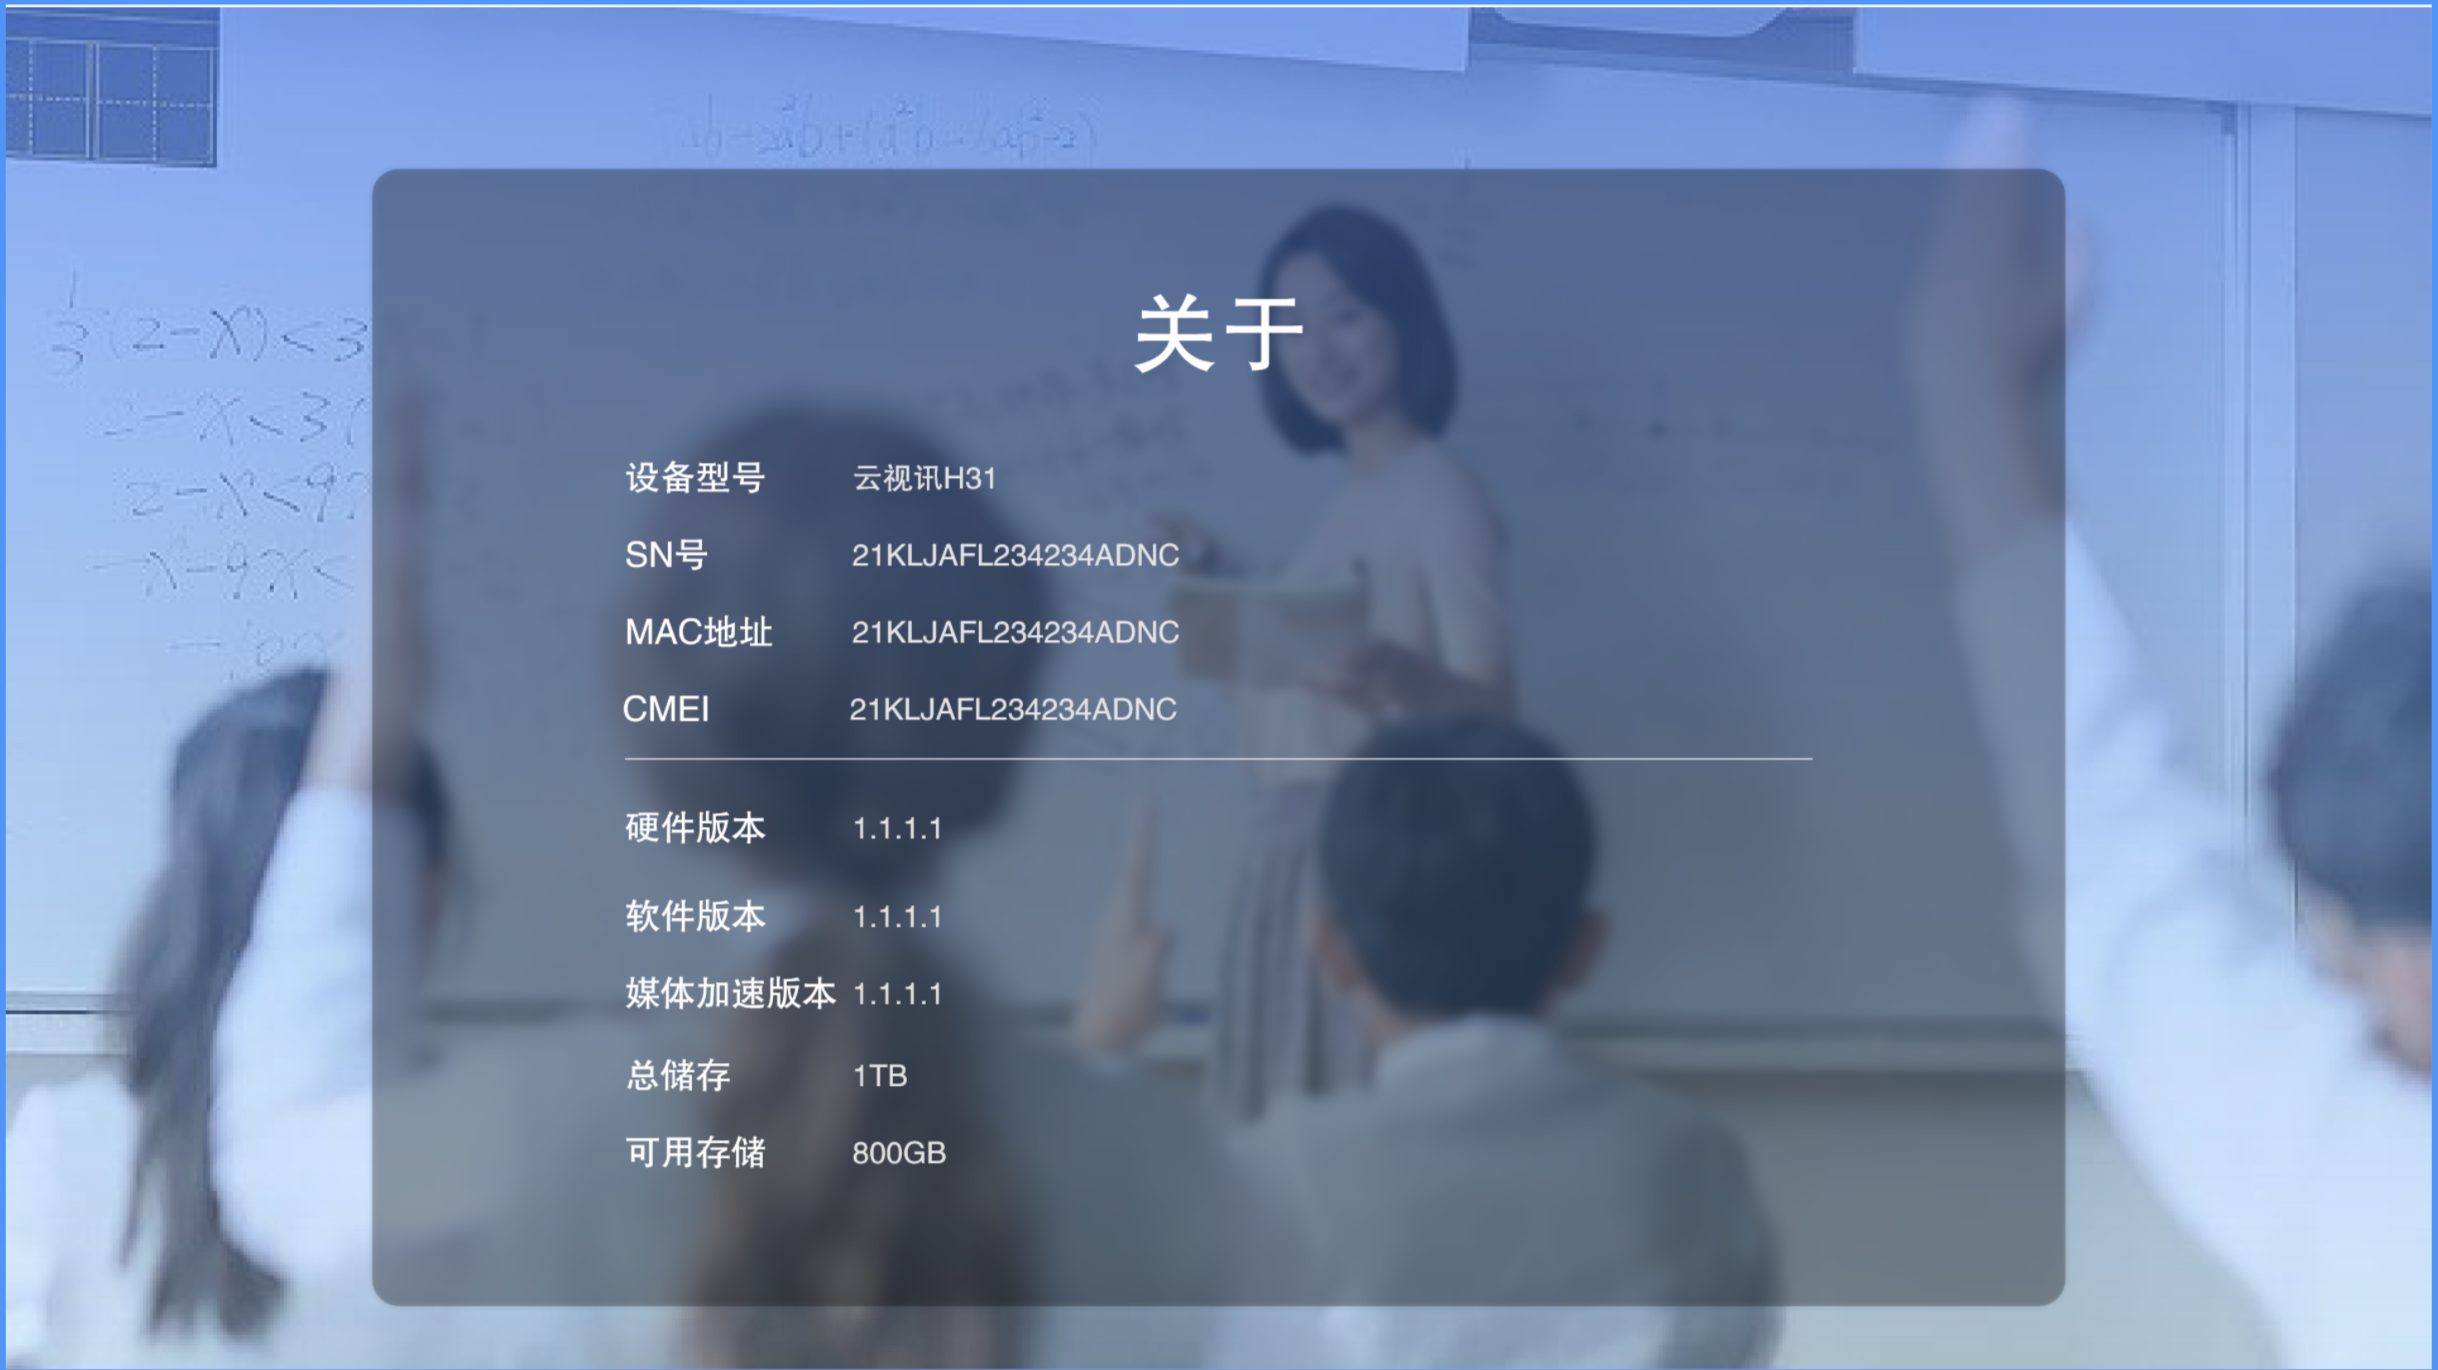 关于
设备型号 云视讯H31
SN号 21KLJAFL234234ADNC
MAC地址 21KLJAFL234234ADNC
CMEI 21KLJAFL234234ADNC
硬件版本 1.1.1.1
软件版本 1.1.1.1
媒体加速版本 1.1.1.1
总储存 1TB
可用存储 800GB